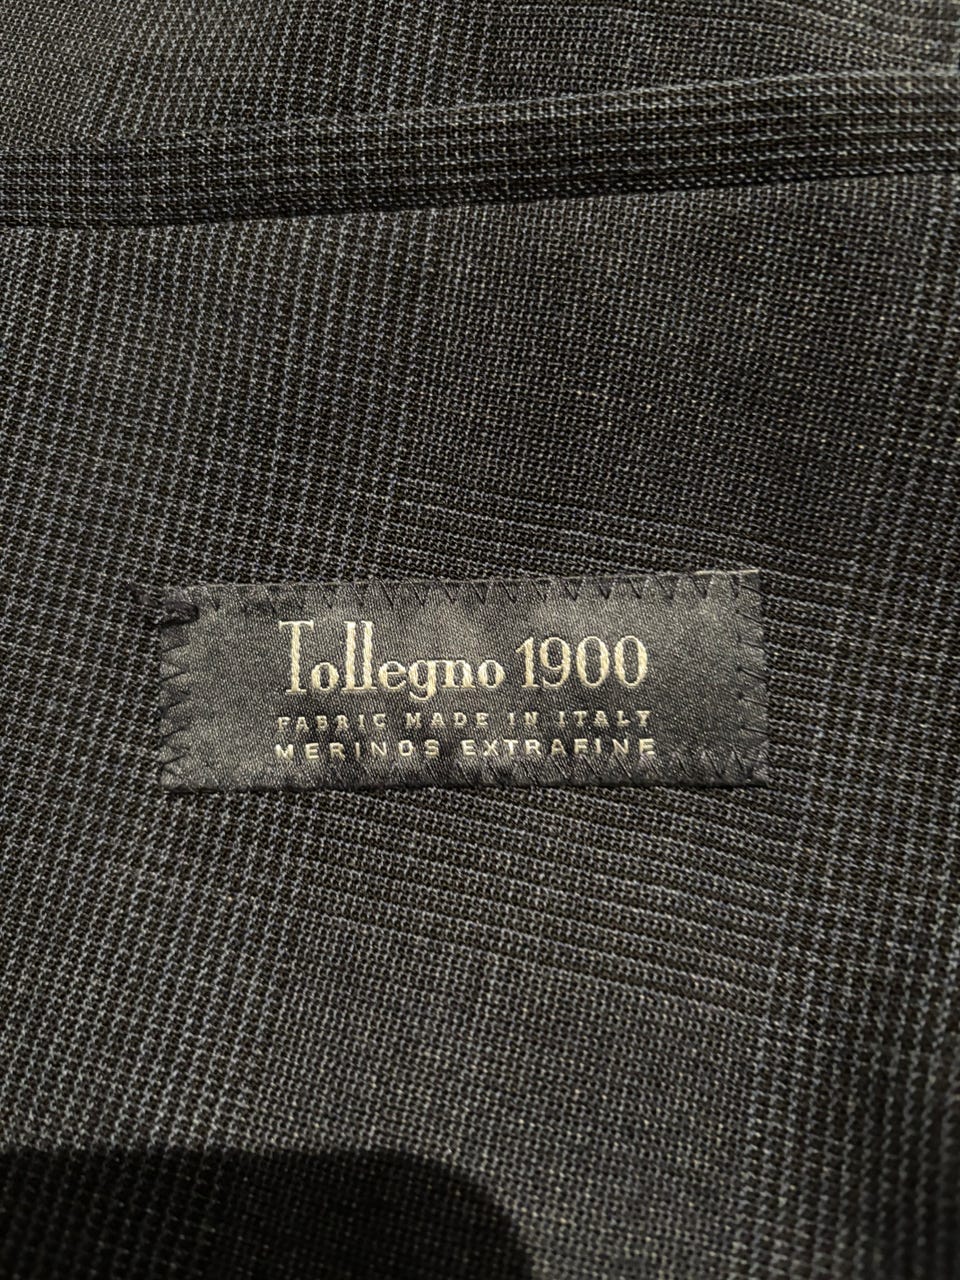 Tollegno 1900
FABRIC MADE IN ITALY
MERINOS EXTRAFINE